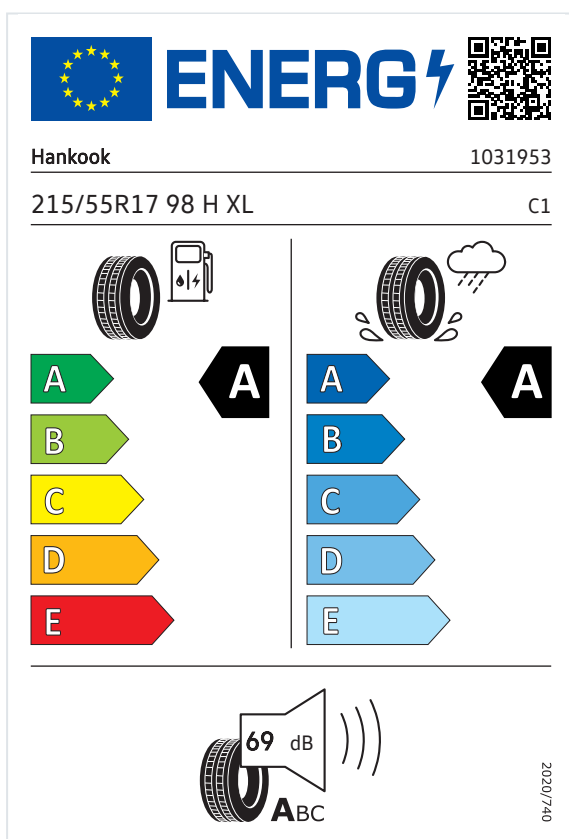 ENERG
Hankook 1031953
215/55R17 98 H XL C1
A A A A
B B
C C
D D
E E
69 dB
ABC
2020/740